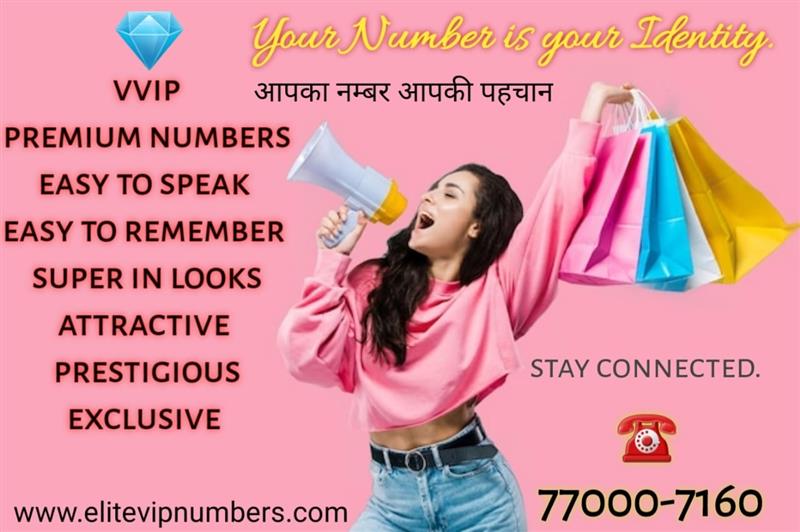 Your Number is your Identity.
VVIP
आपका नम्बर आपकी पहचान
PREMIUM NUMBERS
EASY TO SPEAK
EASY TO REMEMBER
SUPER IN LOOKS
ATTRACTIVE
PRESTIGIOUS
EXCLUSIVE
STAY CONNECTED.
77000-7160
www.elitevipnumbers.com